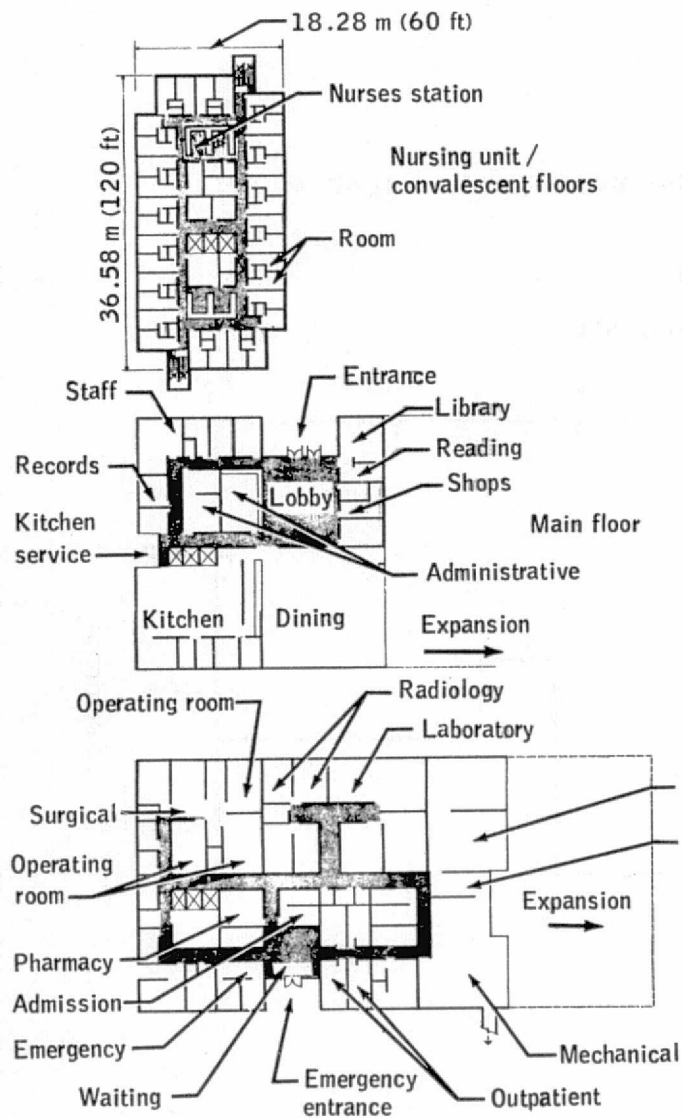 18.28 m (60 ft)
Nurses station
36.58 m (120 ft)
Nursing unit /
convalescent floors
Room
Entrance
Staff
Library
Reading
Records
Lobby
Shops
Kitchen
service
Main floor
Administrative
Kitchen
Dining
Expansion
Radiology
Operating room
Laboratory
Surgical
Operating
room
Expansion
Pharmacy
Admission
Emergency
Mechanical
Waiting
Emergency
entrance
Outpatient